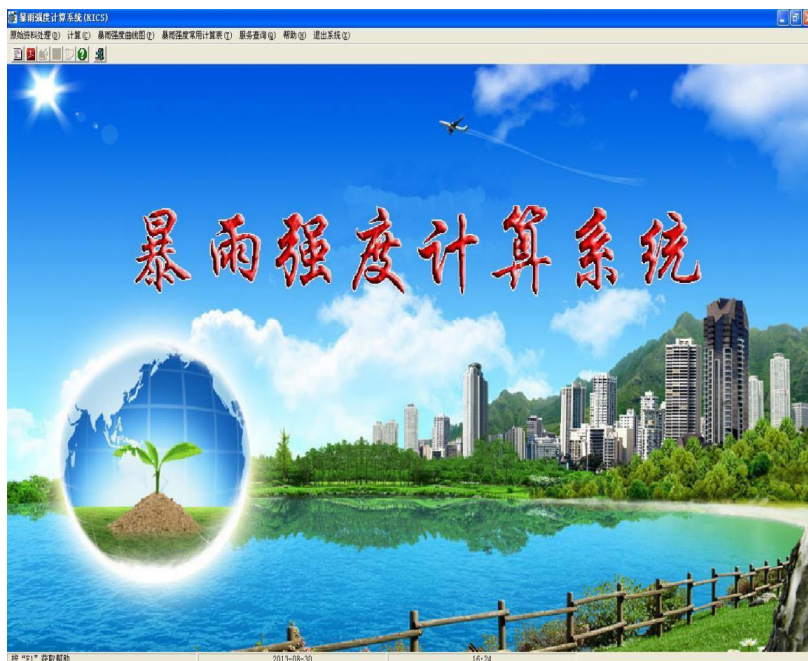 暴雨强度计算系统(RICS)
原始资料处理(D) 计算(C) 暴雨强度曲线图(P) 暴雨强度常用计算表(T) 服务查询(Q) 帮助(H) 退出系统(X)
暴雨强度计算系统
按 "F1" 获取帮助 2013-08-30 16:24